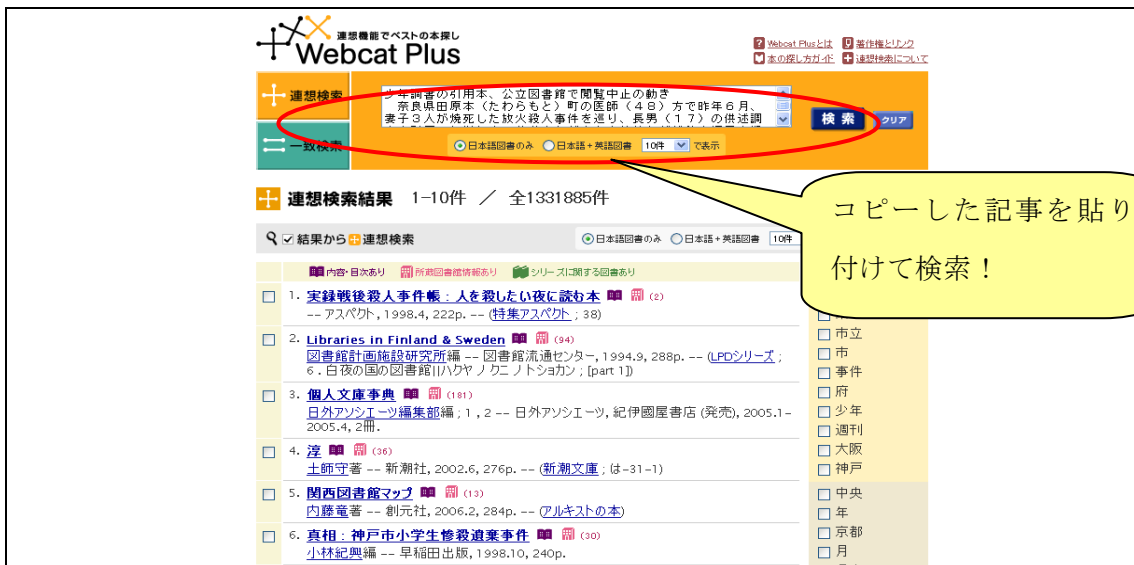 連想機能でベストの本探し
Webcat Plus
Webcat Plusとは 著作権とリンク
本の探し方ガイド 連想検索について
連想検索
一致検索
少年調書の引用本、公立図書館で閲覧中止の動き
奈良県田原本(たわらもと)町の医師(48)方で昨年6月、
妻子3人が焼死した放火殺人事件を巡り、長男(17)の供述調
検 索 クリア
日本語図書のみ 日本語+英語図書 10件 で表示
コピーした記事を貼り
付けて検索!
連想検索結果 1-10件 / 全1331885件
結果から 連想検索 日本語図書のみ 日本語+英語図書 10件
内容・目次あり 所蔵図書館情報あり シリーズに関する図書あり
1. 実録戦後殺人事件帳 : 人を殺したい夜に読む本 (2)
-- アスペクト, 1998.4, 222p. -- (特集アスペクト ; 38)
2. Libraries in Finland & Sweden (94)
図書館計画施設研究所編 -- 図書館流通センター, 1994.9, 288p. -- (LPDシリーズ ;
6 . 白夜の国の図書館||ハクヤ ノ クニ ノ トショカン ; [part 1])
3. 個人文庫事典 (181)
日外アソシエーツ編集部編 ; 1 , 2 -- 日外アソシエーツ, 紀伊國屋書店 (発売), 2005.1-
2005.4, 2冊.
4. 淳 (36)
土師守著 -- 新潮社, 2002.6, 276p. -- (新潮文庫 ; は-31-1)
5. 関西図書館マップ (13)
内藤竜著 -- 創元社, 2006.2, 284p. -- (アルキストの本)
6. 真相 : 神戸市小学生惨殺遺棄事件 (30)
小林紀興編 -- 早稲田出版, 1998.10, 240p.
市立
市
事件
府
少年
週刊
大阪
神戸
中央
年
京都
月